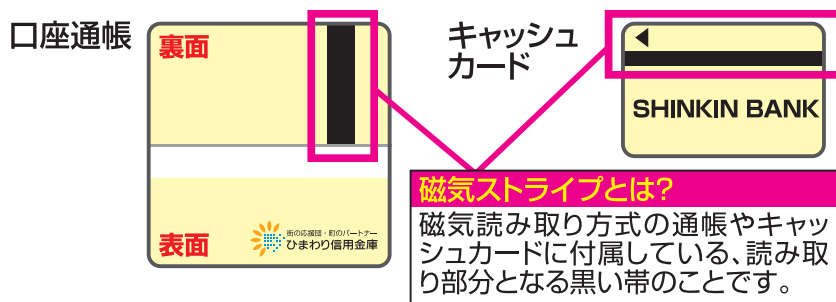 口座通帳
裏面
表面
街の応援団・町のパートナー
ひまわり信用金庫
キャッシュ
カード
SHINKIN BANK
磁気ストライプとは?
磁気読み取り方式の通帳やキャッ
シュカードに付属している、読み取
り部分となる黒い帯のことです。